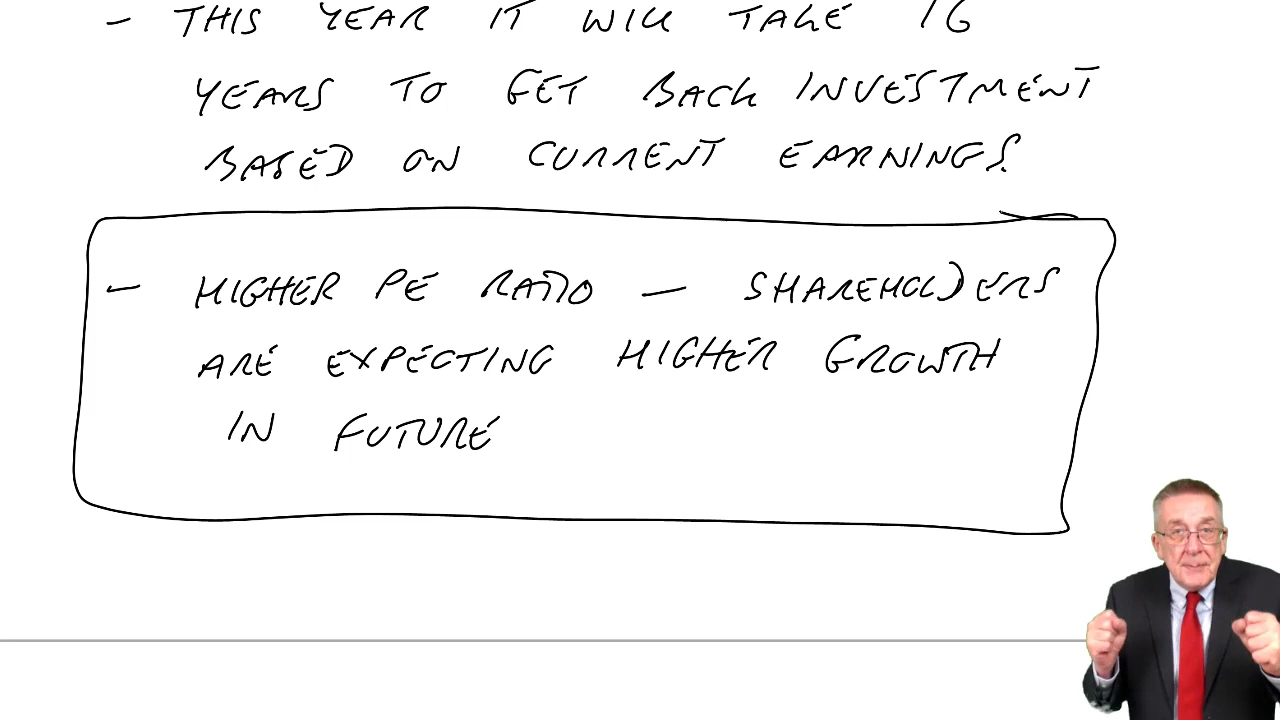 - THIS YEAR IT WILL TAKE 16
YEARS TO GET BACK INVESTMENT
BASED ON CURRENT EARNINGS
- HIGHER PE RATIO - SHAREHOLDERS
ARE EXPECTING HIGHER GROWTH
IN FUTURE